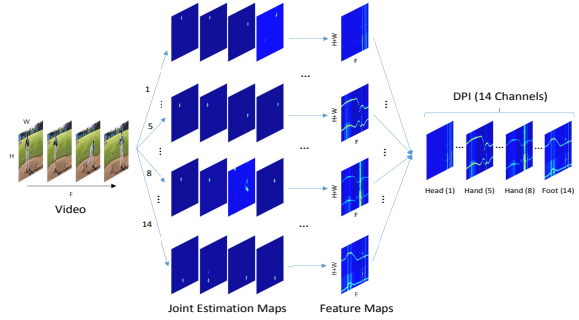 W
H
F
Video
1
5
8
14
...
...
...
...
Joint Estimation Maps
H+W
F
H+W
F
H+W
F
H+W
F
Feature Maps
DPI (14 Channels)
... ... ...
Head (1) Hand (5) Hand (8) Foot (14)